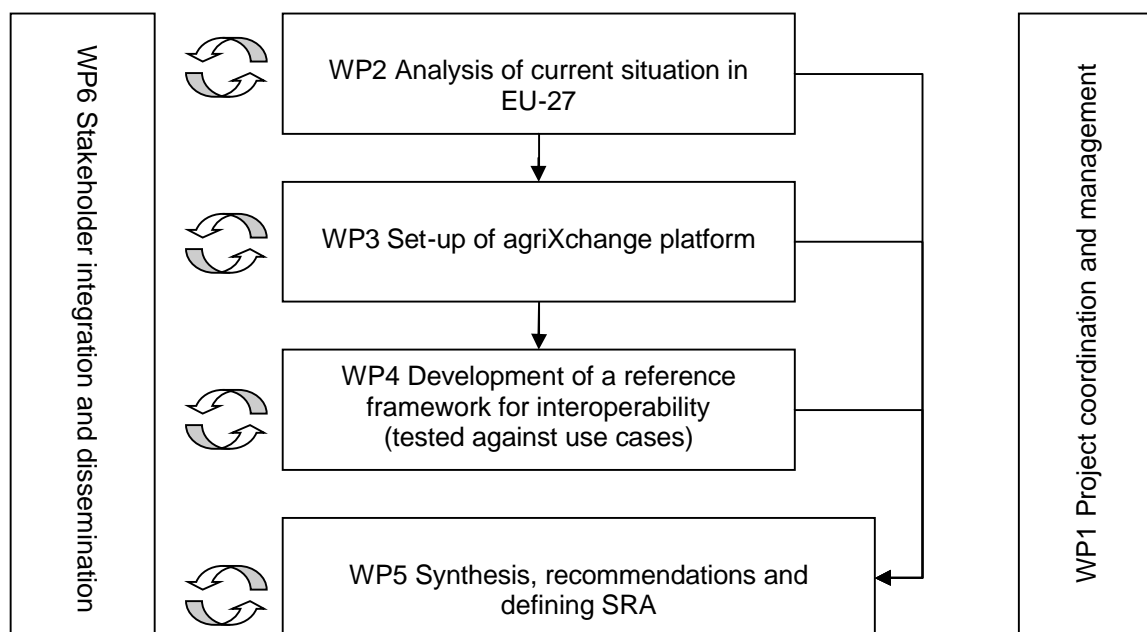 WP6 Stakeholder integration and dissemination
WP2 Analysis of current situation in
EU-27
WP3 Set-up of agriXchange platform
WP4 Development of a reference
framework for interoperability
(tested against use cases)
WP5 Synthesis, recommendations and
defining SRA
WP1 Project coordination and management